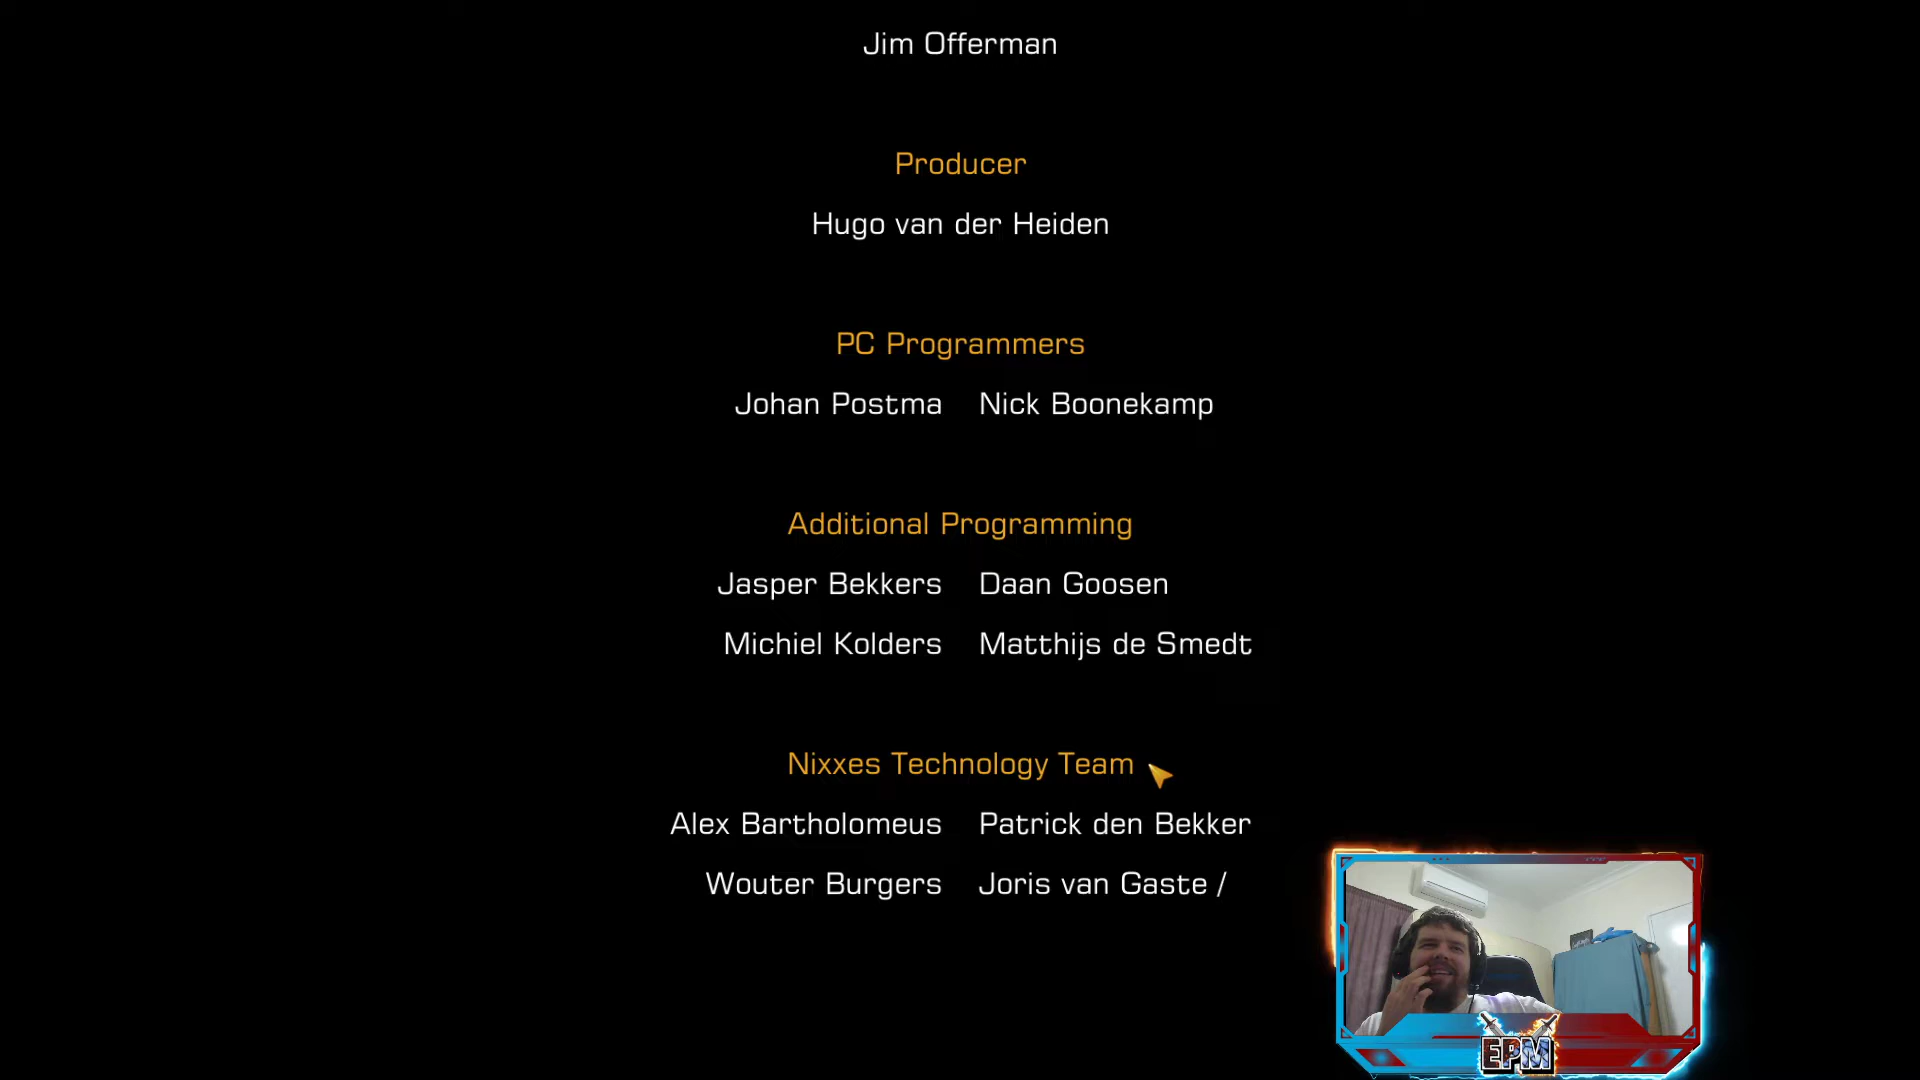 Jim Offerman
Producer
Hugo van der Heiden
PC Programmers
Johan Postma Nick Boonekamp
Additional Programming
Jasper Bekkers Daan Goosen
Michiel Kolders Matthijs de Smedt
Nixxes Technology Team
Alex Bartholomeus Patrick den Bekker
Wouter Burgers Joris van Gaste /
EPM